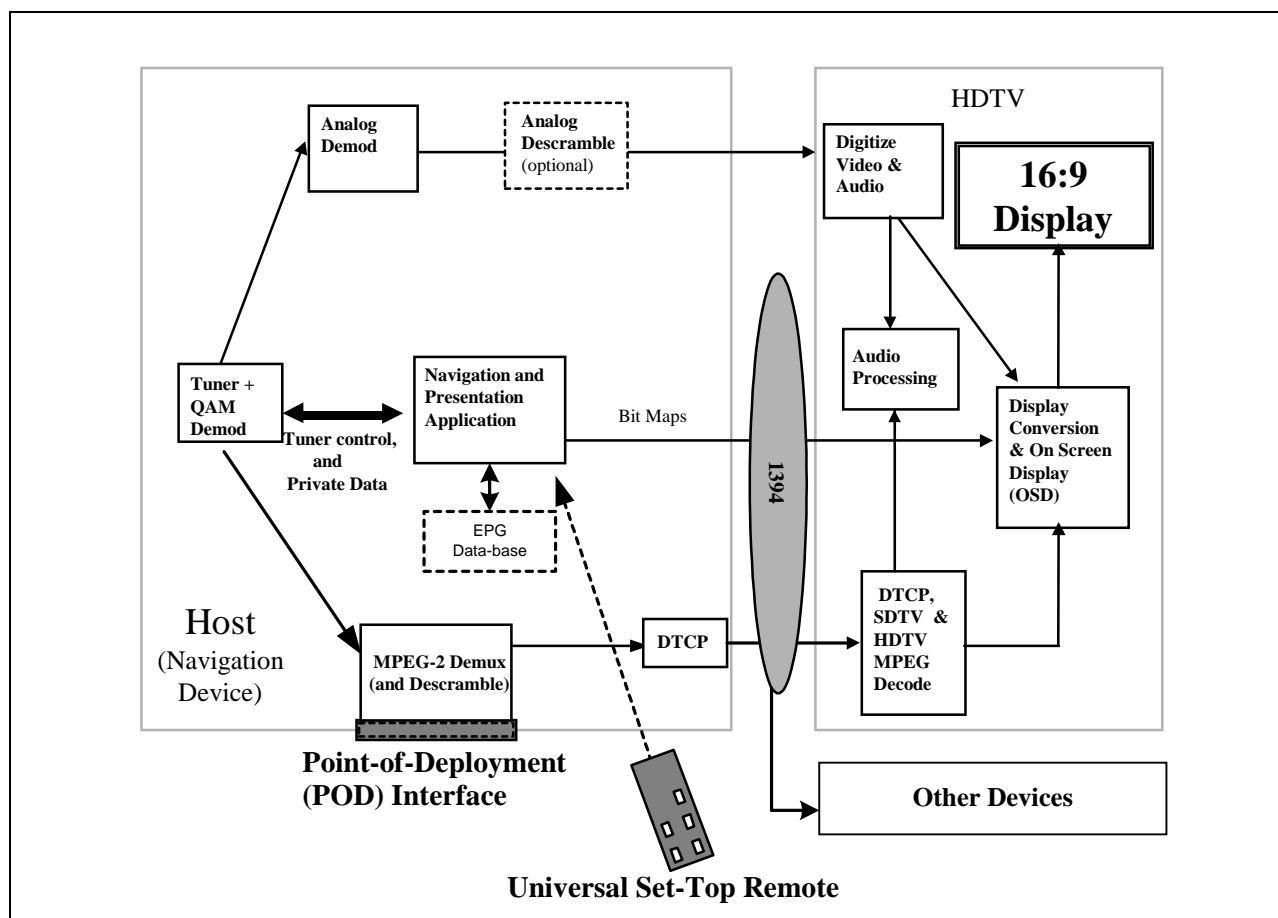 HDTV
Analog
Demod
Analog
Descramble
(optional)
Digitize
Video &
Audio
16:9
Display
Tuner +
QAM
Demod
Tuner control,
and
Private Data
Navigation and
Presentation
Application
Bit Maps
1394
Audio
Processing
Display
Conversion
& On Screen
Display
(OSD)
EPG
Data-base
Host
(Navigation
Device)
MPEG-2 Demux
(and Descramble)
DTCP
DTCP,
SDTV &
HDTV
MPEG
Decode
Point-of-Deployment
(POD) Interface
Other Devices
Universal Set-Top Remote